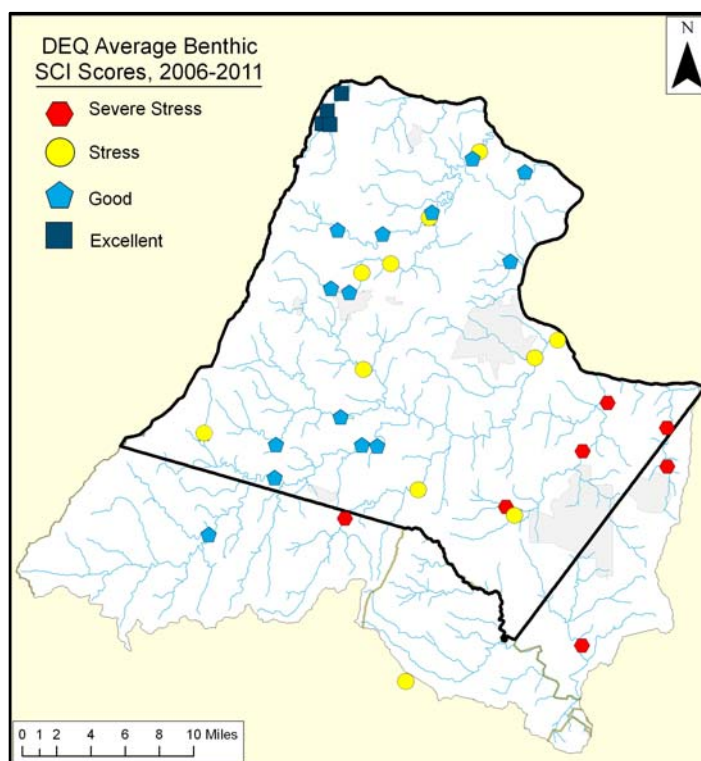 DEQ Average Benthic
SCI Scores, 2006-2011
N
Severe Stress
Stress
Good
Excellent
0 1 2 4 6 8 10 Miles